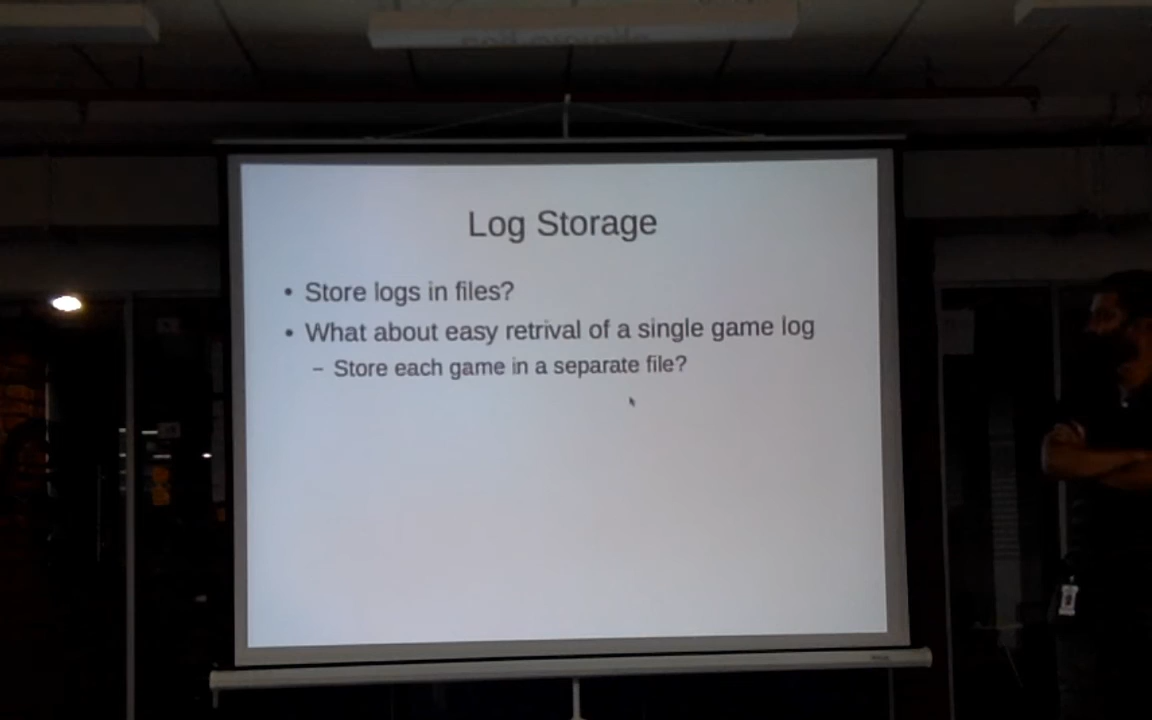 Log Storage
• Store logs in files?
• What about easy retrival of a single game log
– Store each game in a separate file?